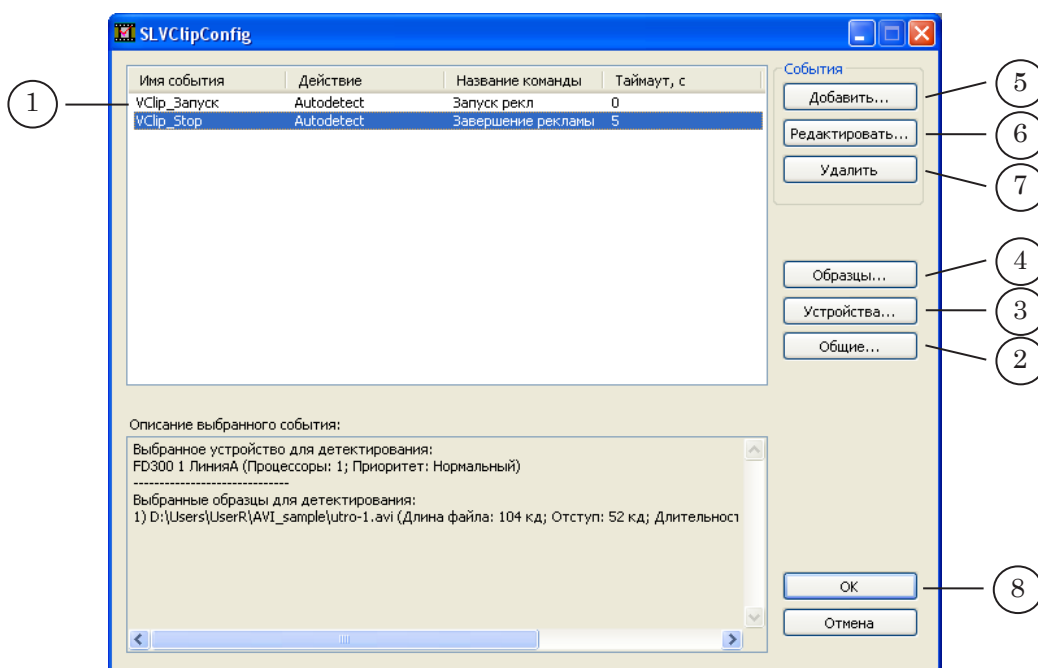 SLVClipConfig
Имя события Действие Название команды Таймаут, с
VClip_Запуск Autodetect Запуск рекл 0
VClip_Stop Autodetect Завершение рекламы 5
1
События
Добавить...
5
Редактировать...
6
Удалить
7
Образцы...
4
Устройства...
3
Общие...
2
Описание выбранного события:
Выбранное устройство для детектирования:
FD300 1 ЛинияА (Процессоры: 1; Приоритет: Нормальный)
------------------------------
Выбранные образцы для детектирования:
1) D:\Users\UserR\AVI_sample\utro-1.avi (Длина файла: 104 кд; Отступ: 52 кд; Длительност
OK
8
Отмена